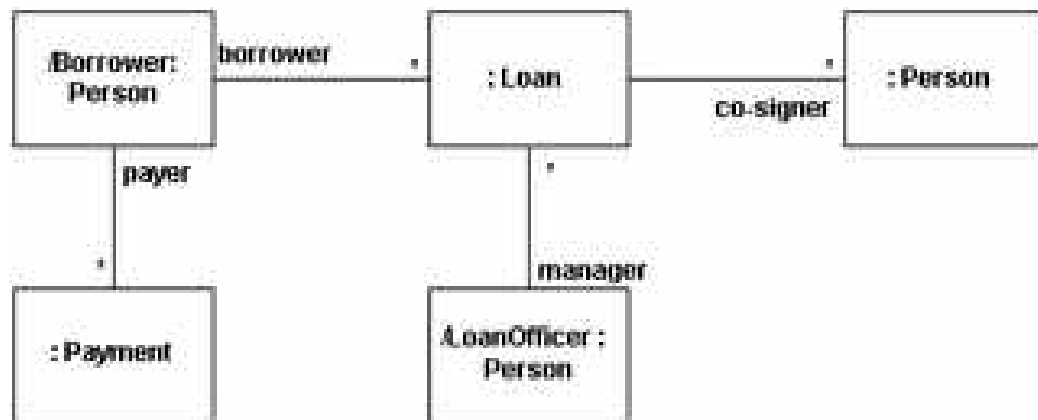 /Borrower:
Person
borrower
*
: Loan
*
co-signer
: Person
payer
*
*
manager
: Payment
/LoanOfficer :
Person